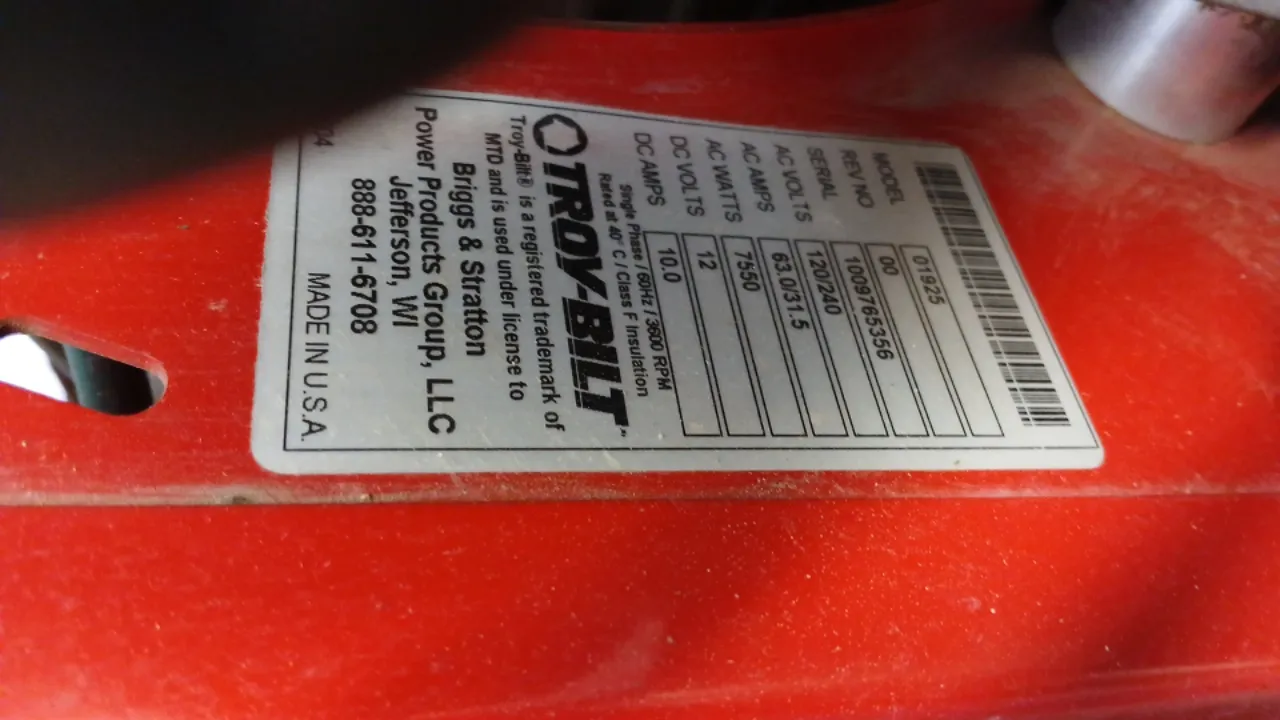 MODEL 01925
REV NO 00
SERIAL 1009765356
AC VOLTS 120/240
AC AMPS 63.0/31.5
AC WATTS 7550
DC VOLTS 12
DC AMPS 10.0
Single Phase / 60Hz / 3600 RPM
Rated at 40° C / Class F Insulation
TROY-BILT
Troy-Bilt® is a registered trademark of
MTD and is used under license to
Briggs & Stratton
Power Products Group, LLC
Jefferson, WI
888-611-6708
MADE IN U.S.A.